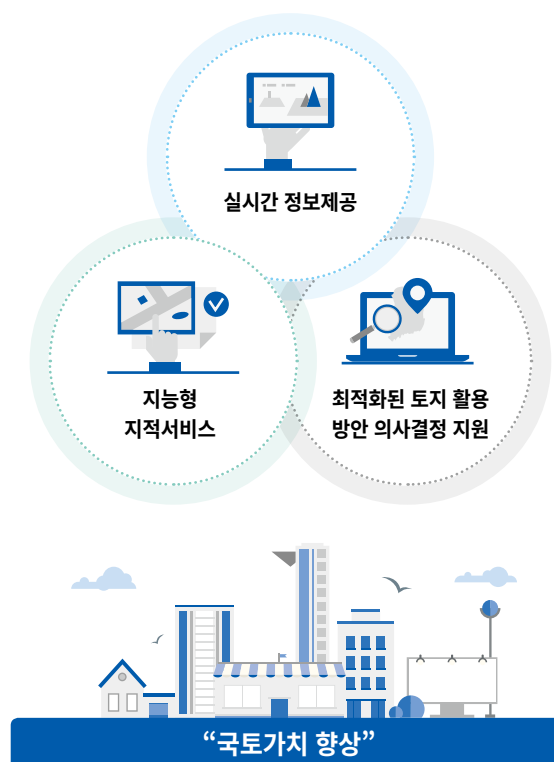 실시간 정보제공
지능형
지적서비스
최적화된 토지 활용
방안 의사결정 지원
“국토가치 향상”